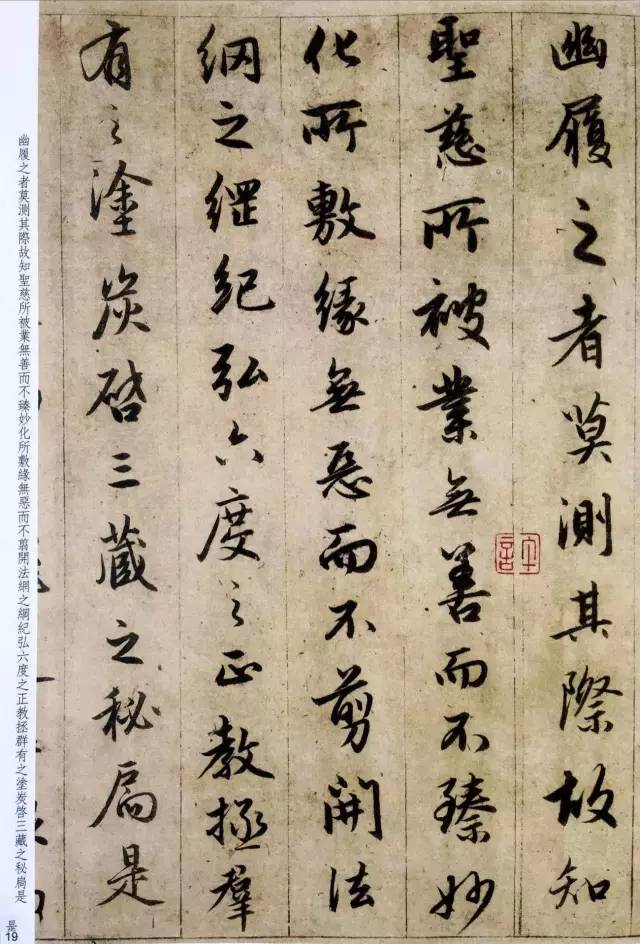 幽履之者莫測其際故知
聖慈所被業無善而不臻妙
化所敷緣無惡而不剪開法
網之綱紀弘六度之正教拯羣
有之塗炭啓三藏之秘扃是
幽履之者莫測其際故知聖慈所被業無善而不臻妙化所敷緣無惡而不翦開法網之綱紀弘六度之正教拯群有之塗炭啓三藏之秘扃是
是
19